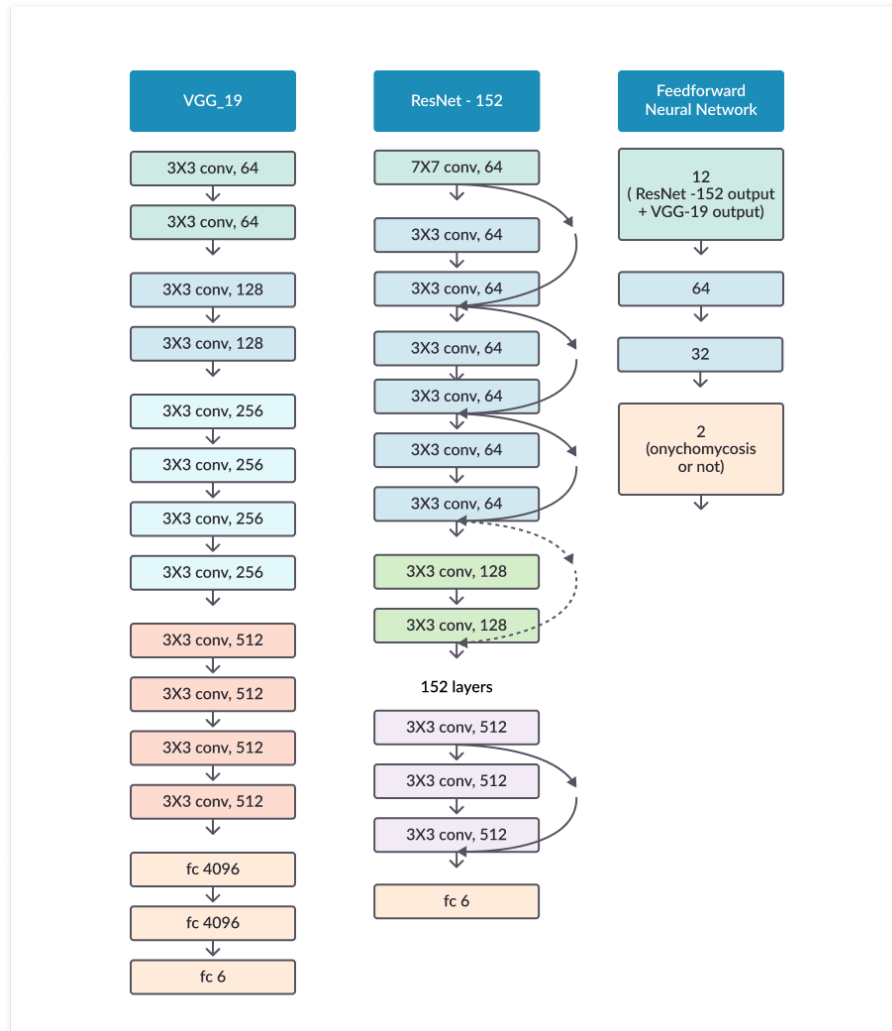 VGG_19
3X3 conv, 64
3X3 conv, 64
3X3 conv, 128
3X3 conv, 128
3X3 conv, 256
3X3 conv, 256
3X3 conv, 256
3X3 conv, 256
3X3 conv, 512
3X3 conv, 512
3X3 conv, 512
3X3 conv, 512
fc 4096
fc 4096
fc 6
ResNet - 152
7X7 conv, 64
3X3 conv, 64
3X3 conv, 64
3X3 conv, 64
3X3 conv, 64
3X3 conv, 64
3X3 conv, 64
3X3 conv, 128
3X3 conv, 128
152 layers
3X3 conv, 512
3X3 conv, 512
3X3 conv, 512
fc 6
Feedforward
Neural Network
12
( ResNet -152 output
+ VGG-19 output)
64
32
2
(onychomycosis
or not)